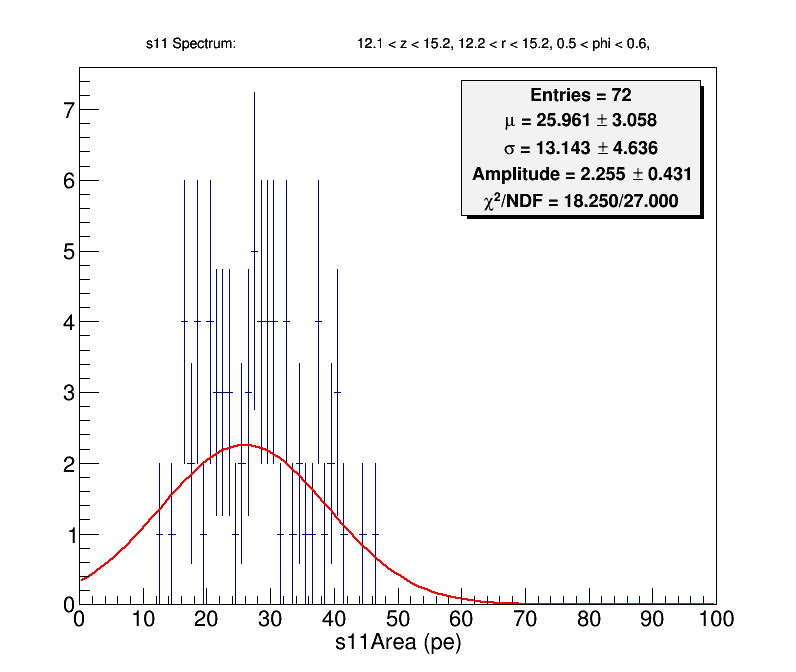 s11 Spectrum: 12.1 < z < 15.2, 12.2 < r < 15.2, 0.5 < phi < 0.6,
Entries = 72
μ = 25.961 ± 3.058
σ = 13.143 ± 4.636
Amplitude = 2.255 ± 0.431
χ²/NDF = 18.250/27.000
7
6
5
4
3
2
1
0
0 10 20 30 40 50 60 70 80 90 100
s11Area (pe)